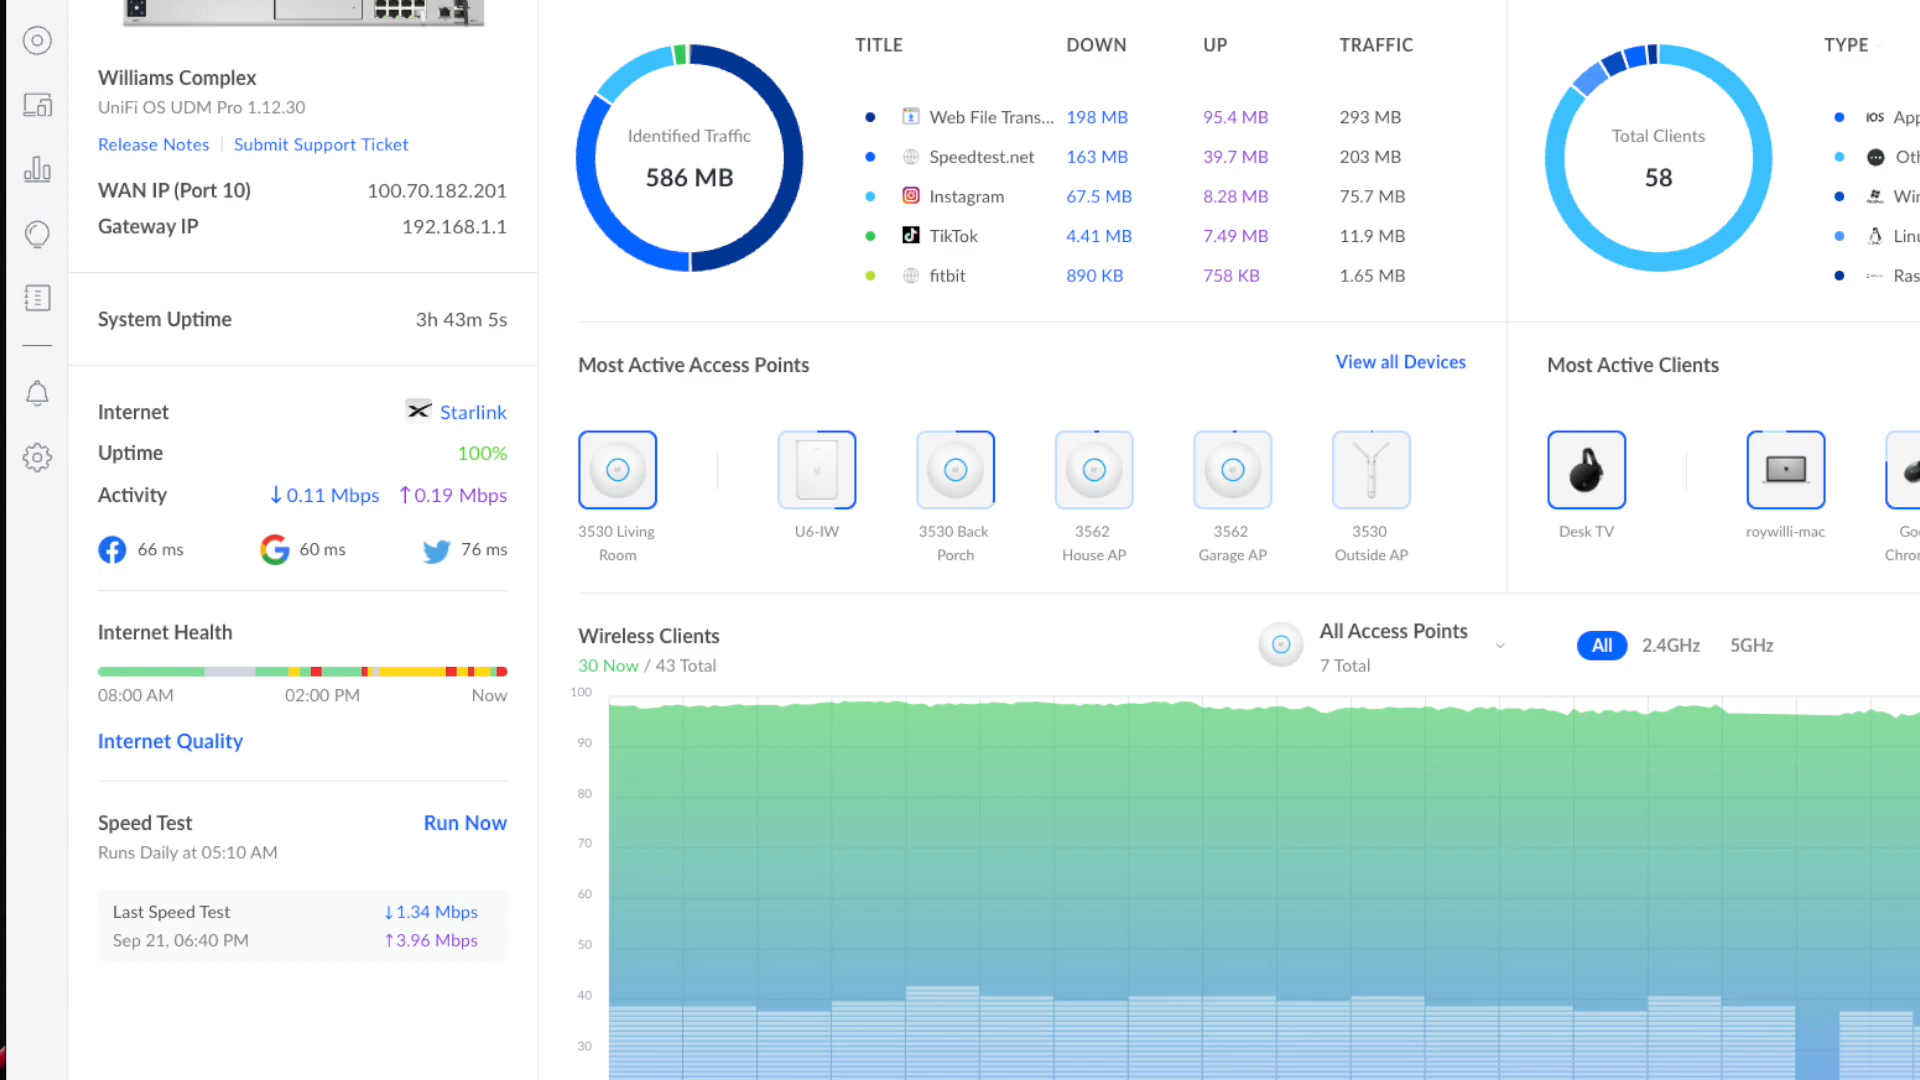 Williams Complex
UniFi OS UDM Pro 1.12.30
Release Notes Submit Support Ticket
WAN IP (Port 10) 100.70.182.201
Gateway IP 192.168.1.1
System Uptime 3h 43m 5s
Internet Starlink
Uptime 100%
Activity ↓0.11 Mbps ↑0.19 Mbps
66 ms 60 ms 76 ms
Internet Health
08:00 AM 02:00 PM Now
Internet Quality
Speed Test Run Now
Runs Daily at 05:10 AM
Last Speed Test ↓1.34 Mbps
Sep 21, 06:40 PM ↑3.96 Mbps
Identified Traffic
586 MB
TITLE DOWN UP TRAFFIC
Web File Trans... 198 MB 95.4 MB 293 MB
Speedtest.net 163 MB 39.7 MB 203 MB
Instagram 67.5 MB 8.28 MB 75.7 MB
TikTok 4.41 MB 7.49 MB 11.9 MB
fitbit 890 KB 758 KB 1.65 MB
Total Clients
58
TYPE
iOS App
Oth
Wir
Linu
Ras
Most Active Access Points View all Devices
3530 Living Room
U6-IW
3530 Back Porch
3562 House AP
3562 Garage AP
3530 Outside AP
Most Active Clients
Desk TV
roywilli-mac
Goo
Chron
Wireless Clients
30 Now / 43 Total
All Access Points
7 Total
All 2.4GHz 5GHz
100
90
80
70
60
50
40
30